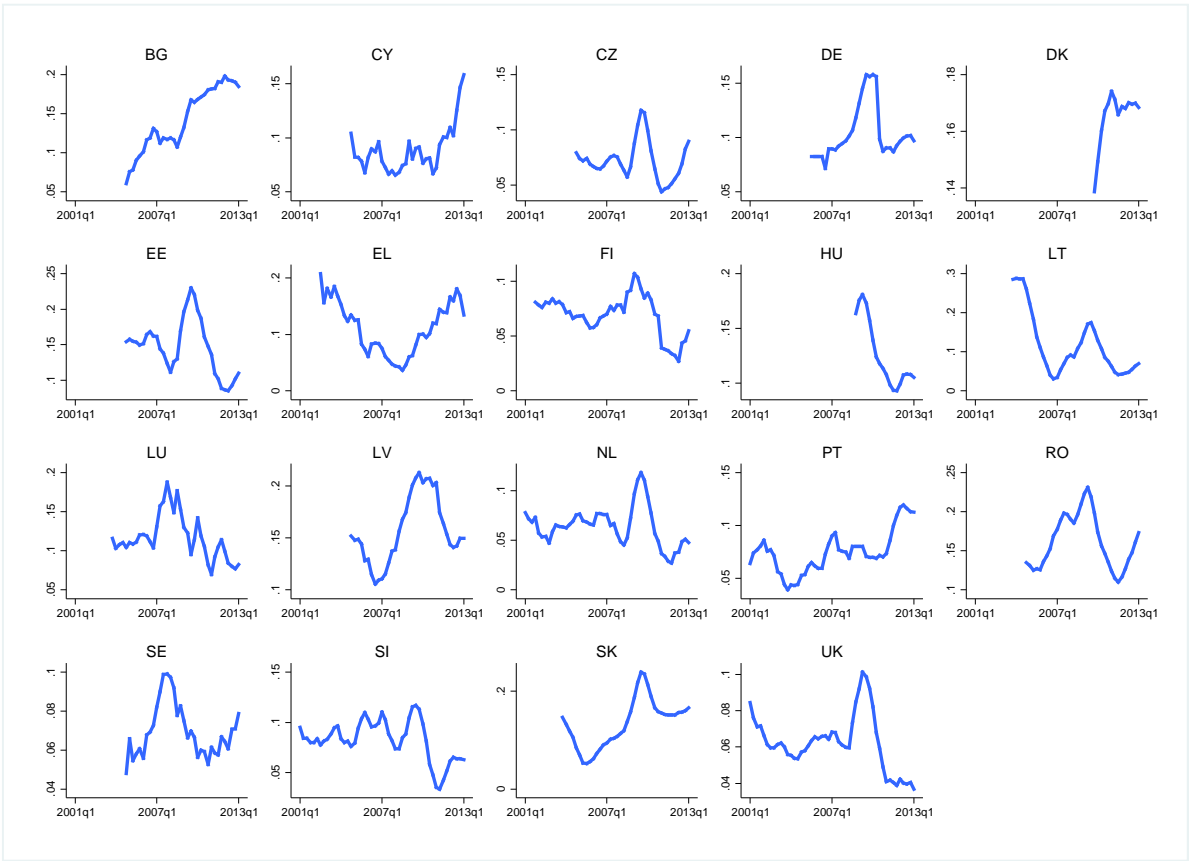 BG CY CZ DE DK
.2 .15 .15 .15 .18
.15 .1 .1 .1 .16
.1 .05 .05 .05 .14
.05
2001q1 2007q1 2013q1 2001q1 2007q1 2013q1 2001q1 2007q1 2013q1 2001q1 2007q1 2013q1 2001q1 2007q1 2013q1
EE EL FI HU LT
.25 .2 .1 .2 .3
.2 .1 .05 .15 .2
.15 0 0 .1 .1
.1 0
2001q1 2007q1 2013q1 2001q1 2007q1 2013q1 2001q1 2007q1 2013q1 2001q1 2007q1 2013q1 2001q1 2007q1 2013q1
LU LV NL PT RO
.2 .2 .1 .15 .25
.15 .15 .05 .1 .2
.1 .1 0 .05 .15
.05 .1
2001q1 2007q1 2013q1 2001q1 2007q1 2013q1 2001q1 2007q1 2013q1 2001q1 2007q1 2013q1 2001q1 2007q1 2013q1
SE SI SK UK
.1 .15 .2 .1
.08 .1 0 .08
.06 .05 .06
.04 .04
2001q1 2007q1 2013q1 2001q1 2007q1 2013q1 2001q1 2007q1 2013q1 2001q1 2007q1 2013q1